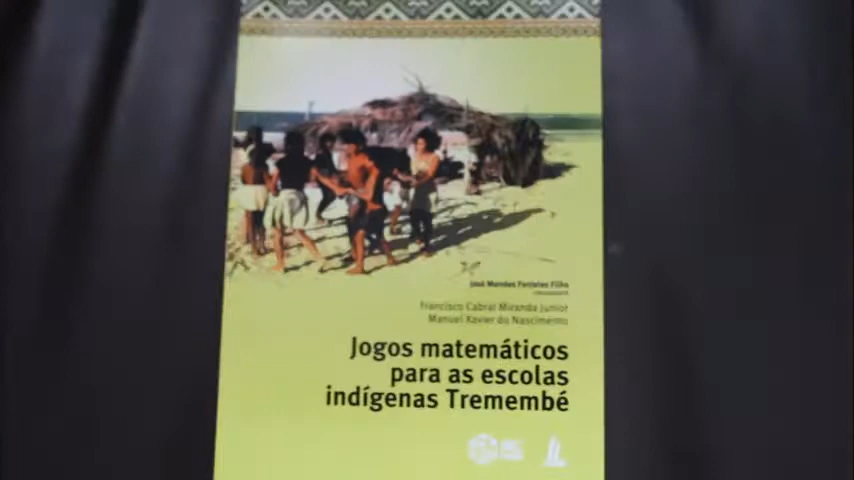 José Mendes Fonteles Filho
Francisco Cabral Miranda Junior
Manuel Xavier do Nascimento
Jogos matemáticos
para as escolas
indígenas Tremembé